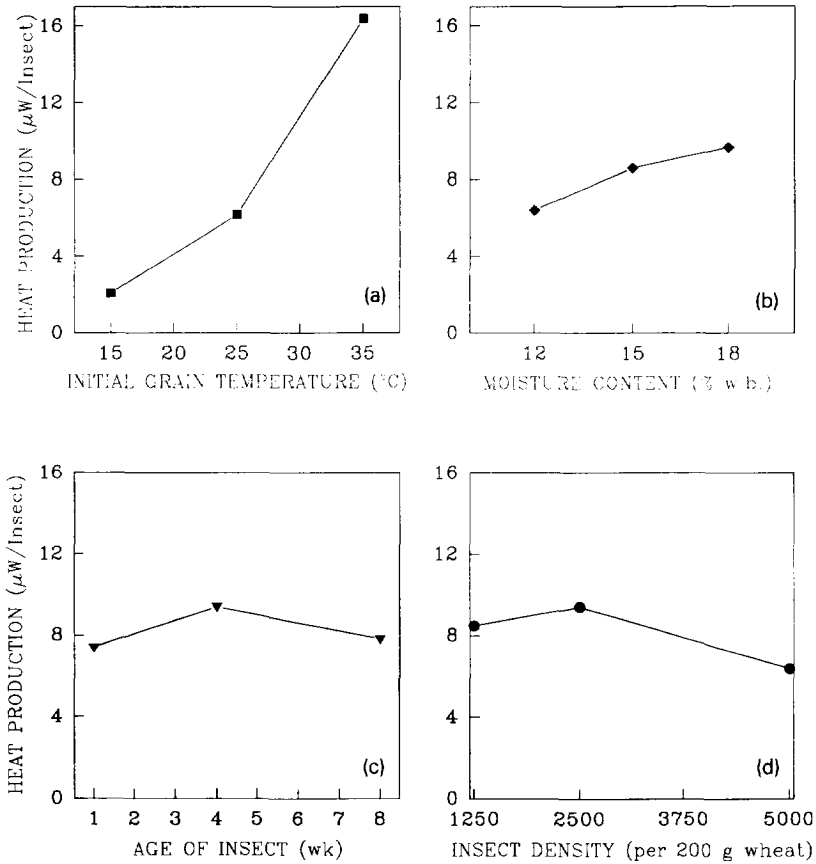 HEAT PRODUCTION (μW/Insect)
16
12
8
4
0
15 20 25 30 35
INITIAL GRAIN TEMPERATURE (°C)
(a)
16
12
8
4
0
12 15 18
MOISTURE CONTENT (% w.b.)
(b)
HEAT PRODUCTION (μW/Insect)
16
12
8
4
0
1 2 3 4 5 6 7 8
AGE OF INSECT (wk)
(c)
16
12
8
4
0
1250 2500 3750 5000
INSECT DENSITY (per 200 g wheat)
(d)